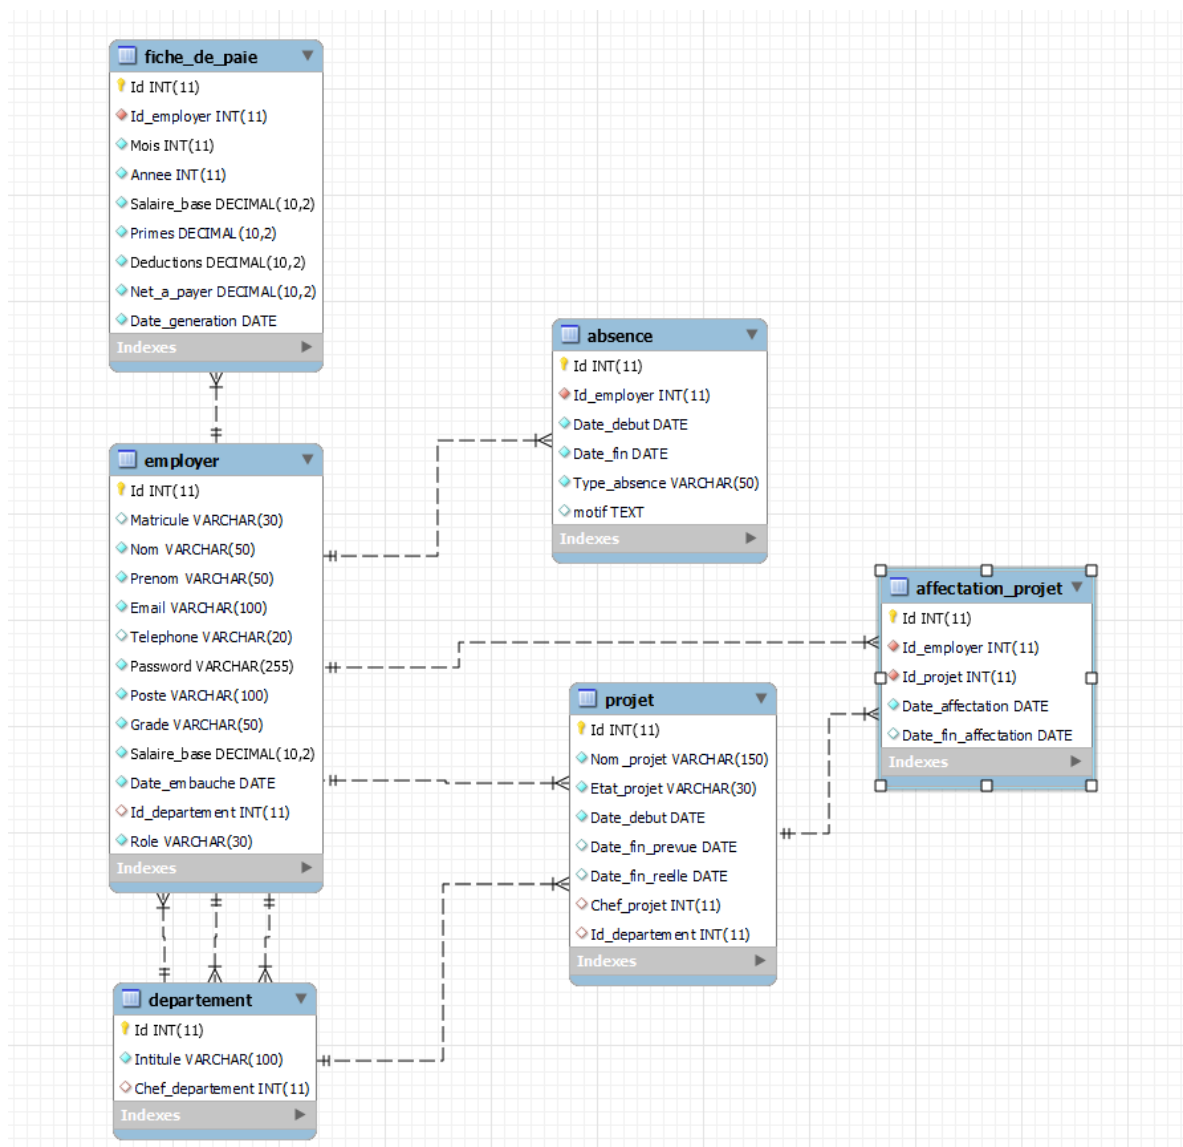 fiche_de_paie
Id INT(11)
Id_employer INT(11)
Mois INT(11)
Annee INT(11)
Salaire_base DECIMAL(10,2)
Primes DECIMAL(10,2)
Deductions DECIMAL(10,2)
Net_a_payer DECIMAL(10,2)
Date_generation DATE
Indexes
employer
Id INT(11)
Matricule VARCHAR(30)
Nom VARCHAR(50)
Prenom VARCHAR(50)
Email VARCHAR(100)
Telephone VARCHAR(20)
Password VARCHAR(255)
Poste VARCHAR(100)
Grade VARCHAR(50)
Salaire_base DECIMAL(10,2)
Date_embauche DATE
Id_departement INT(11)
Role VARCHAR(30)
Indexes
departement
Id INT(11)
Intitule VARCHAR(100)
Chef_departement INT(11)
Indexes
absence
Id INT(11)
Id_employer INT(11)
Date_debut DATE
Date_fin DATE
Type_absence VARCHAR(50)
motif TEXT
Indexes
projet
Id INT(11)
Nom_projet VARCHAR(150)
Etat_projet VARCHAR(30)
Date_debut DATE
Date_fin_prevue DATE
Date_fin_reelle DATE
Chef_projet INT(11)
Id_departement INT(11)
Indexes
affectation_projet
Id INT(11)
Id_employer INT(11)
Id_projet INT(11)
Date_affectation DATE
Date_fin_affectation DATE
Indexes